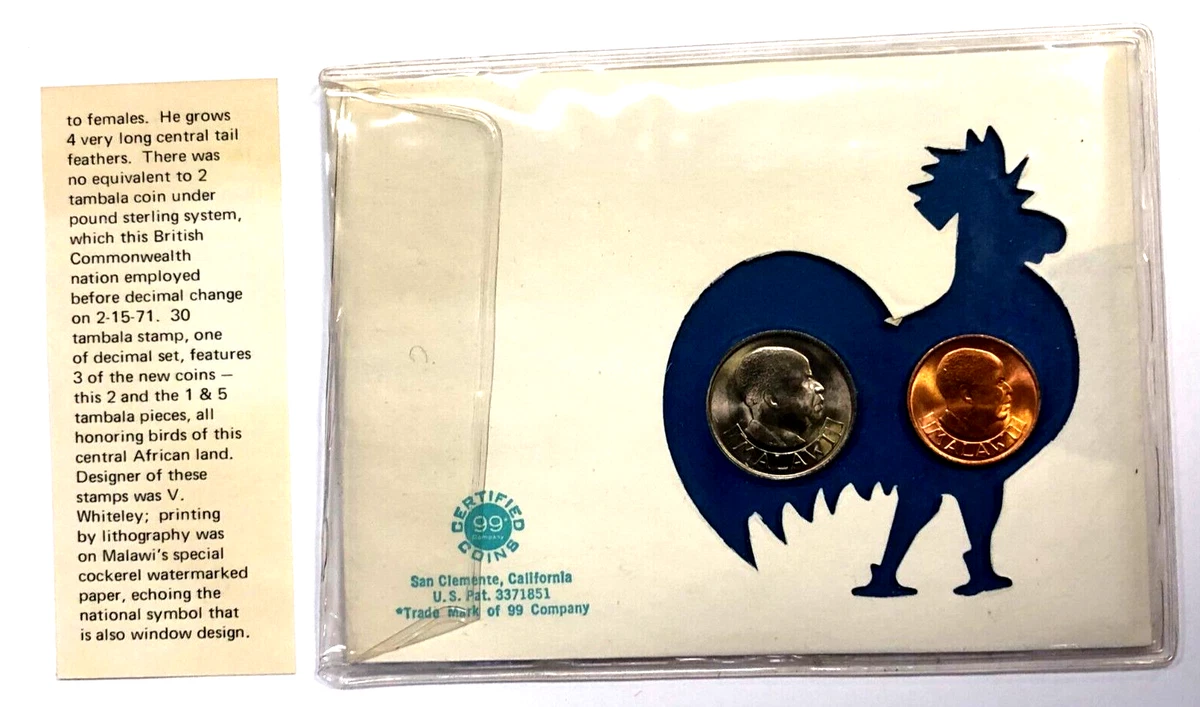 to females. He grows
4 very long central tail
feathers. There was
no equivalent to 2
tambala coin under
pound sterling system,
which this British
Commonwealth
nation employed
before decimal change
on 2-15-71. 30
tambala stamp, one
of decimal set, features
3 of the new coins —
this 2 and the 1 & 5
tambala pieces, all
honoring birds of this
central African land.
Designer of these
stamps was V.
Whiteley; printing
by lithography was
on Malawi's special
cockerel watermarked
paper, echoing the
national symbol that
is also window design.
CERTIFIED
99*
Company
COINS
San Clemente, California
U.S. Pat. 3371851
*Trade Mark of 99 Company
MALAWI
MALAWI